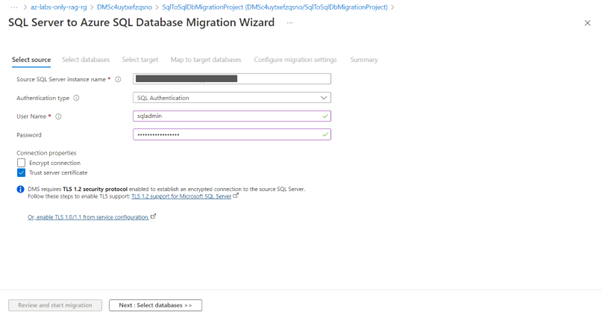 ... > az-labs-only-rag-rg > DMSc4uytxefzqsno > SqlToSqlDbMigrationProject (DMSc4uytxefzqsno/SqlToSqlDbMigrationProject) >
SQL Server to Azure SQL Database Migration Wizard ...
Select source Select databases Select target Map to target databases Configure migration settings Summary
Source SQL Server instance name *
Authentication type SQL Authentication
User Name * sqladmin
Password ••••••••••••••••
Connection properties
Encrypt connection
Trust server certificate
DMS requires TLS 1.2 security protocol enabled to establish an encrypted connection to the source SQL Server.
Follow these steps to enable TLS support: TLS 1.2 support for Microsoft SQL Server
Or, enable TLS 1.0/1.1 from service configuration.
Review and start migration Next : Select databases >>